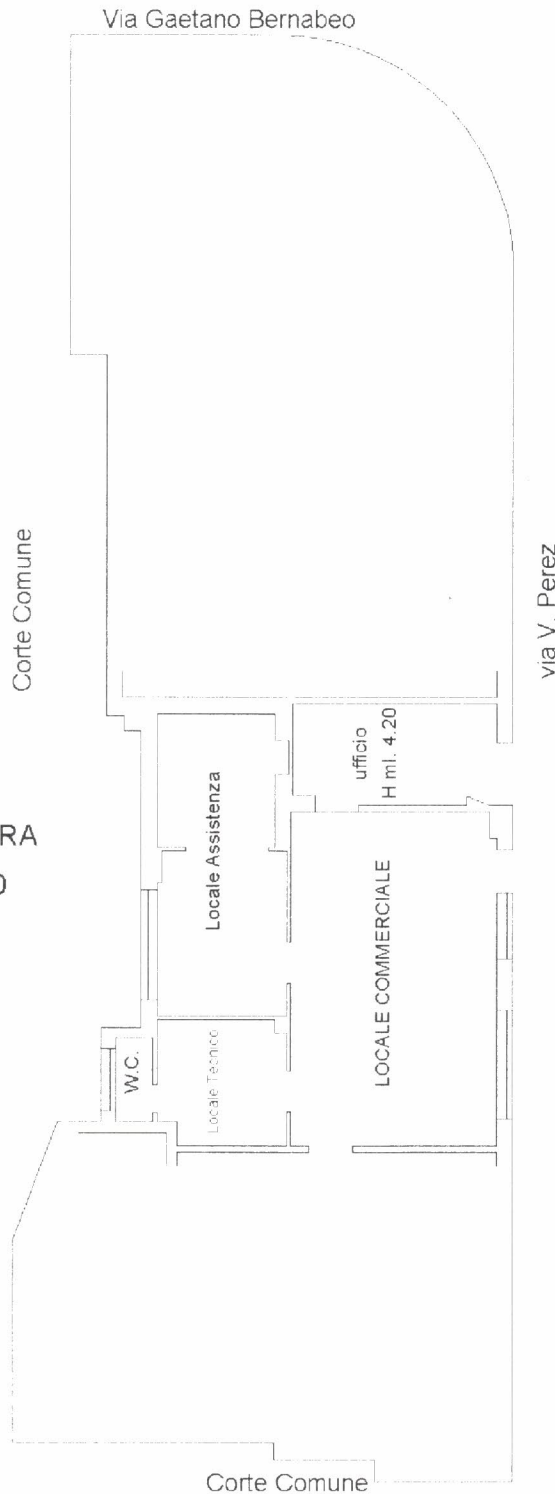 Via Gaetano Bernabeo
Corte Comune
via V. Perez
ufficio
H ml. 4.20
Locale Assistenza
RA
LOCALE COMMERCIALE
W.C.
Locale Tecnico
Corte Comune